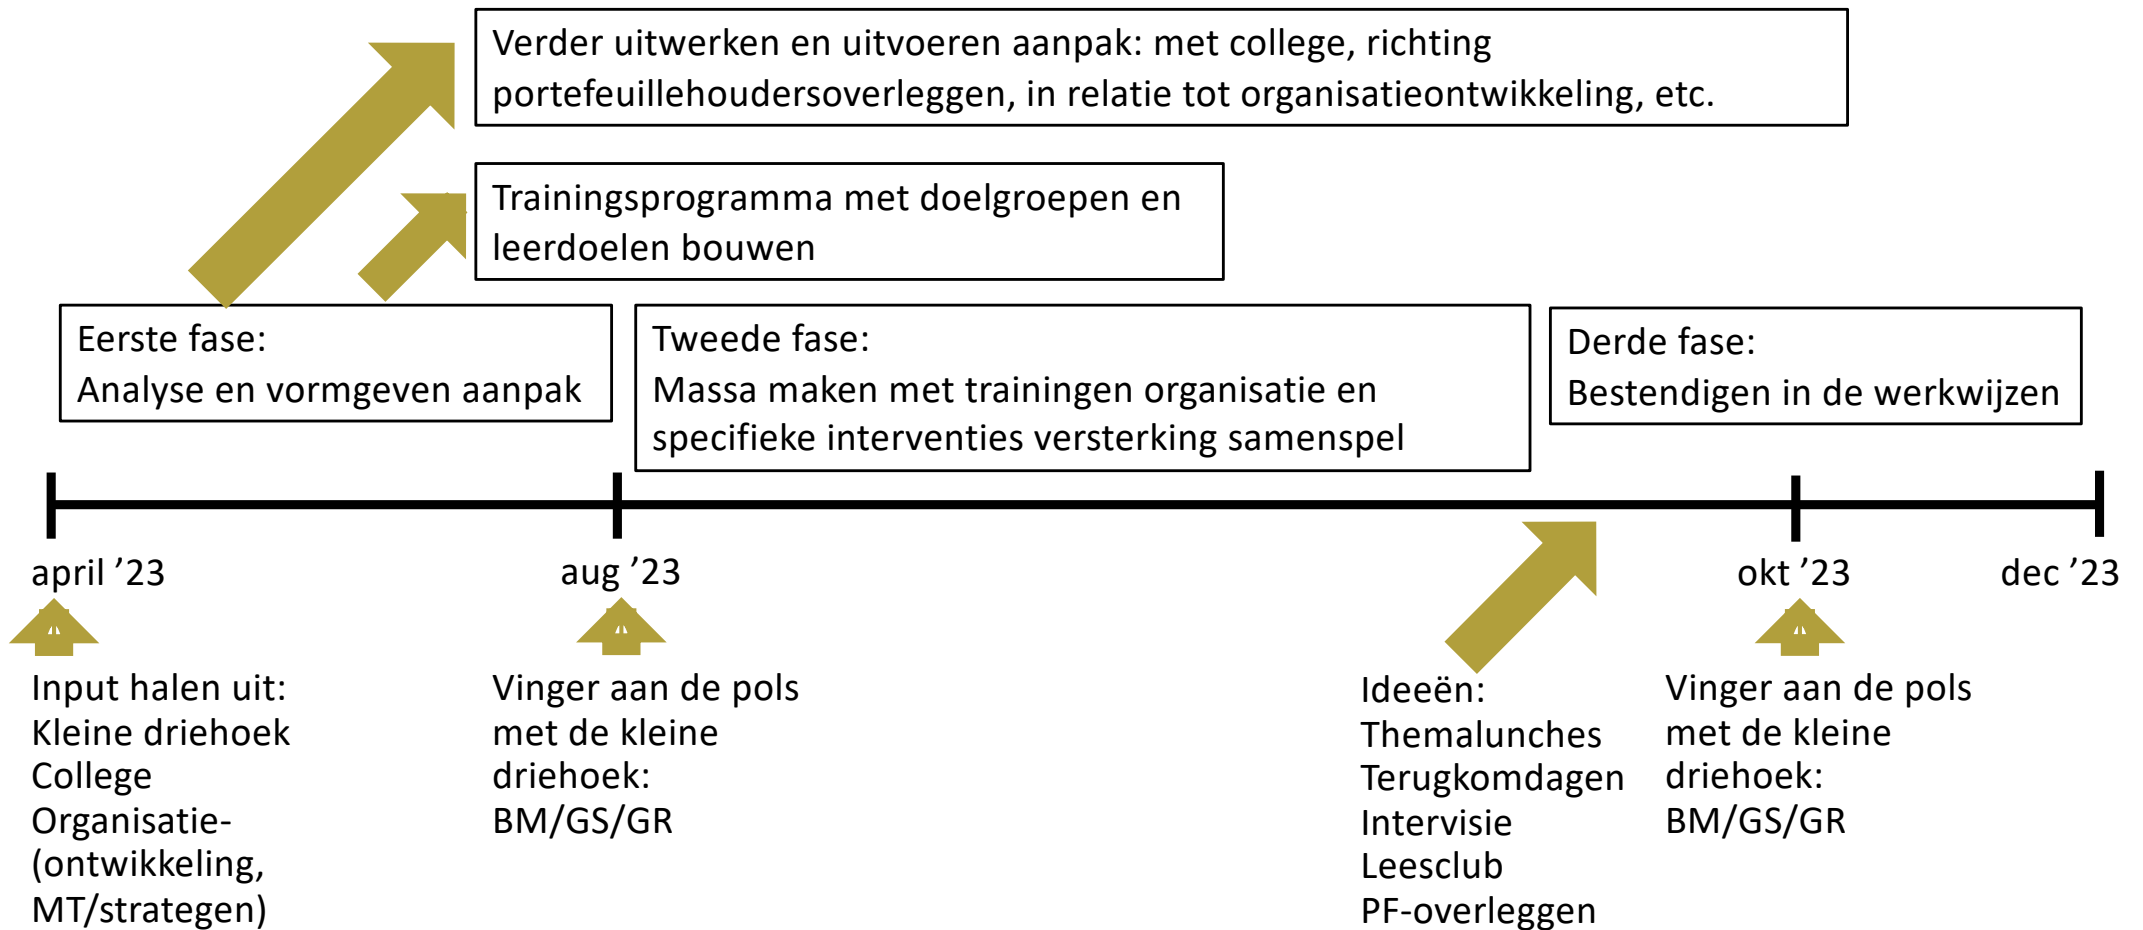 Verder uitwerken en uitvoeren aanpak: met college, richting
portefeuillehoudersoverleggen, in relatie tot organisatieontwikkeling, etc.
Trainingsprogramma met doelgroepen en
leerdoelen bouwen
Eerste fase:
Analyse en vormgeven aanpak
Tweede fase:
Massa maken met trainingen organisatie en
specifieke interventies versterking samenspel
Derde fase:
Bestendigen in de werkwijzen
april ’23
aug ’23
okt ’23
dec ’23
Input halen uit:
Kleine driehoek
College
Organisatie-
(ontwikkeling,
MT/strategen)
Vinger aan de pols
met de kleine
driehoek:
BM/GS/GR
Ideeën:
Themalunches
Terugkomdagen
Intervisie
Leesclub
PF-overleggen
Vinger aan de pols
met de kleine
driehoek:
BM/GS/GR